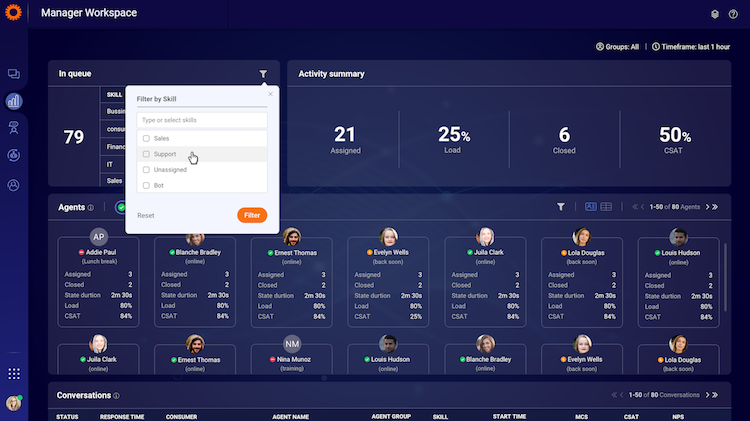 Manager Workspace
Groups: All | Timeframe: last 1 hour
In queue
79
SKILL
Bussin
consu
Financ
IT
Sales
Filter by Skill
Type or select skills
Sales
Support
Unassigned
Bot
Reset
Filter
Activity summary
21
Assigned
25%
Load
6
Closed
50%
CSAT
Agents
1-50 of 80 Agents
AP
Addie Paul
(Lunch break)
Assigned 3
Closed 2
State durtion 2m 30s
Load 80%
CSAT 84%
Blanche Bradley
(online)
Assigned 3
Closed 2
State durtion 2m 30s
Load 80%
CSAT 84%
Ernest Thomas
(online)
Assigned 3
Closed 2
State durtion 2m 30s
Load 80%
CSAT 84%
Evelyn Wells
(back soon)
Assigned 3
Closed 2
State durtion 2m 30s
Load 80%
CSAT 25%
Juila Clark
(online)
Assigned 3
Closed 2
State durtion 2m 30s
Load 80%
CSAT 84%
Lola Douglas
(back soon)
Assigned 3
Closed 2
State durtion 2m 30s
Load 80%
CSAT 84%
Louis Hudson
(online)
Assigned 3
Closed 2
State durtion 2m 30s
Load 80%
CSAT 84%
Juila Clark
(online)
Ernest Thomas
(online)
NM
Nina Munoz
(training)
Louis Hudson
(online)
Blanche Bradley
(online)
Evelyn Wells
(back soon)
Lola Douglas
(back soon)
Conversations
1-50 of 80 Conversations
STATUS RESPONSE TIME CONSUMER AGENT NAME AGENT GROUP SKILL START TIME MCS CSAT NPS